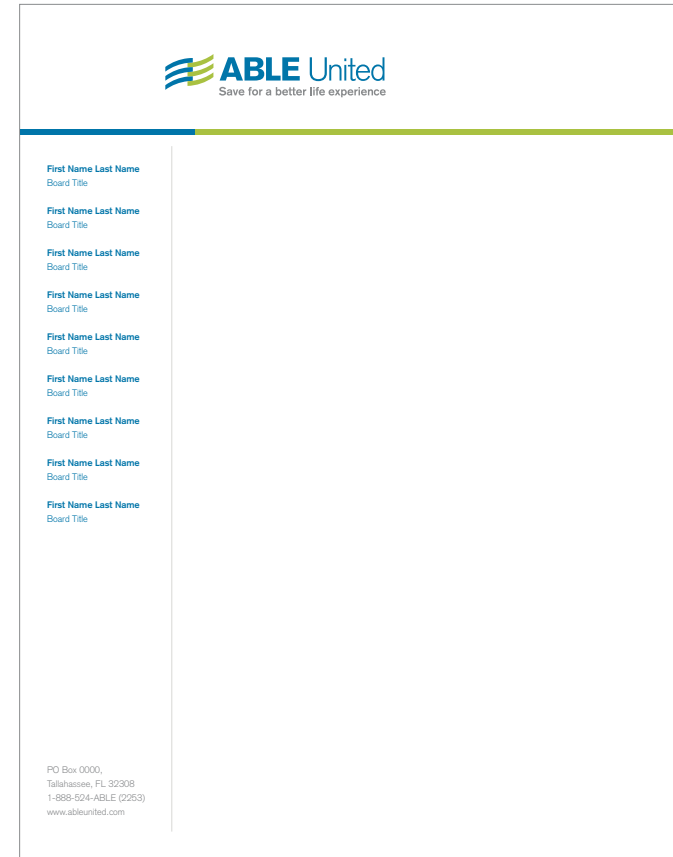 ABLE United
Save for a better life experience
First Name Last Name
Board Title
First Name Last Name
Board Title
First Name Last Name
Board Title
First Name Last Name
Board Title
First Name Last Name
Board Title
First Name Last Name
Board Title
First Name Last Name
Board Title
First Name Last Name
Board Title
First Name Last Name
Board Title
PO Box 0000,
Tallahassee, FL 32308
1-888-524-ABLE (2253)
www.ableunited.com